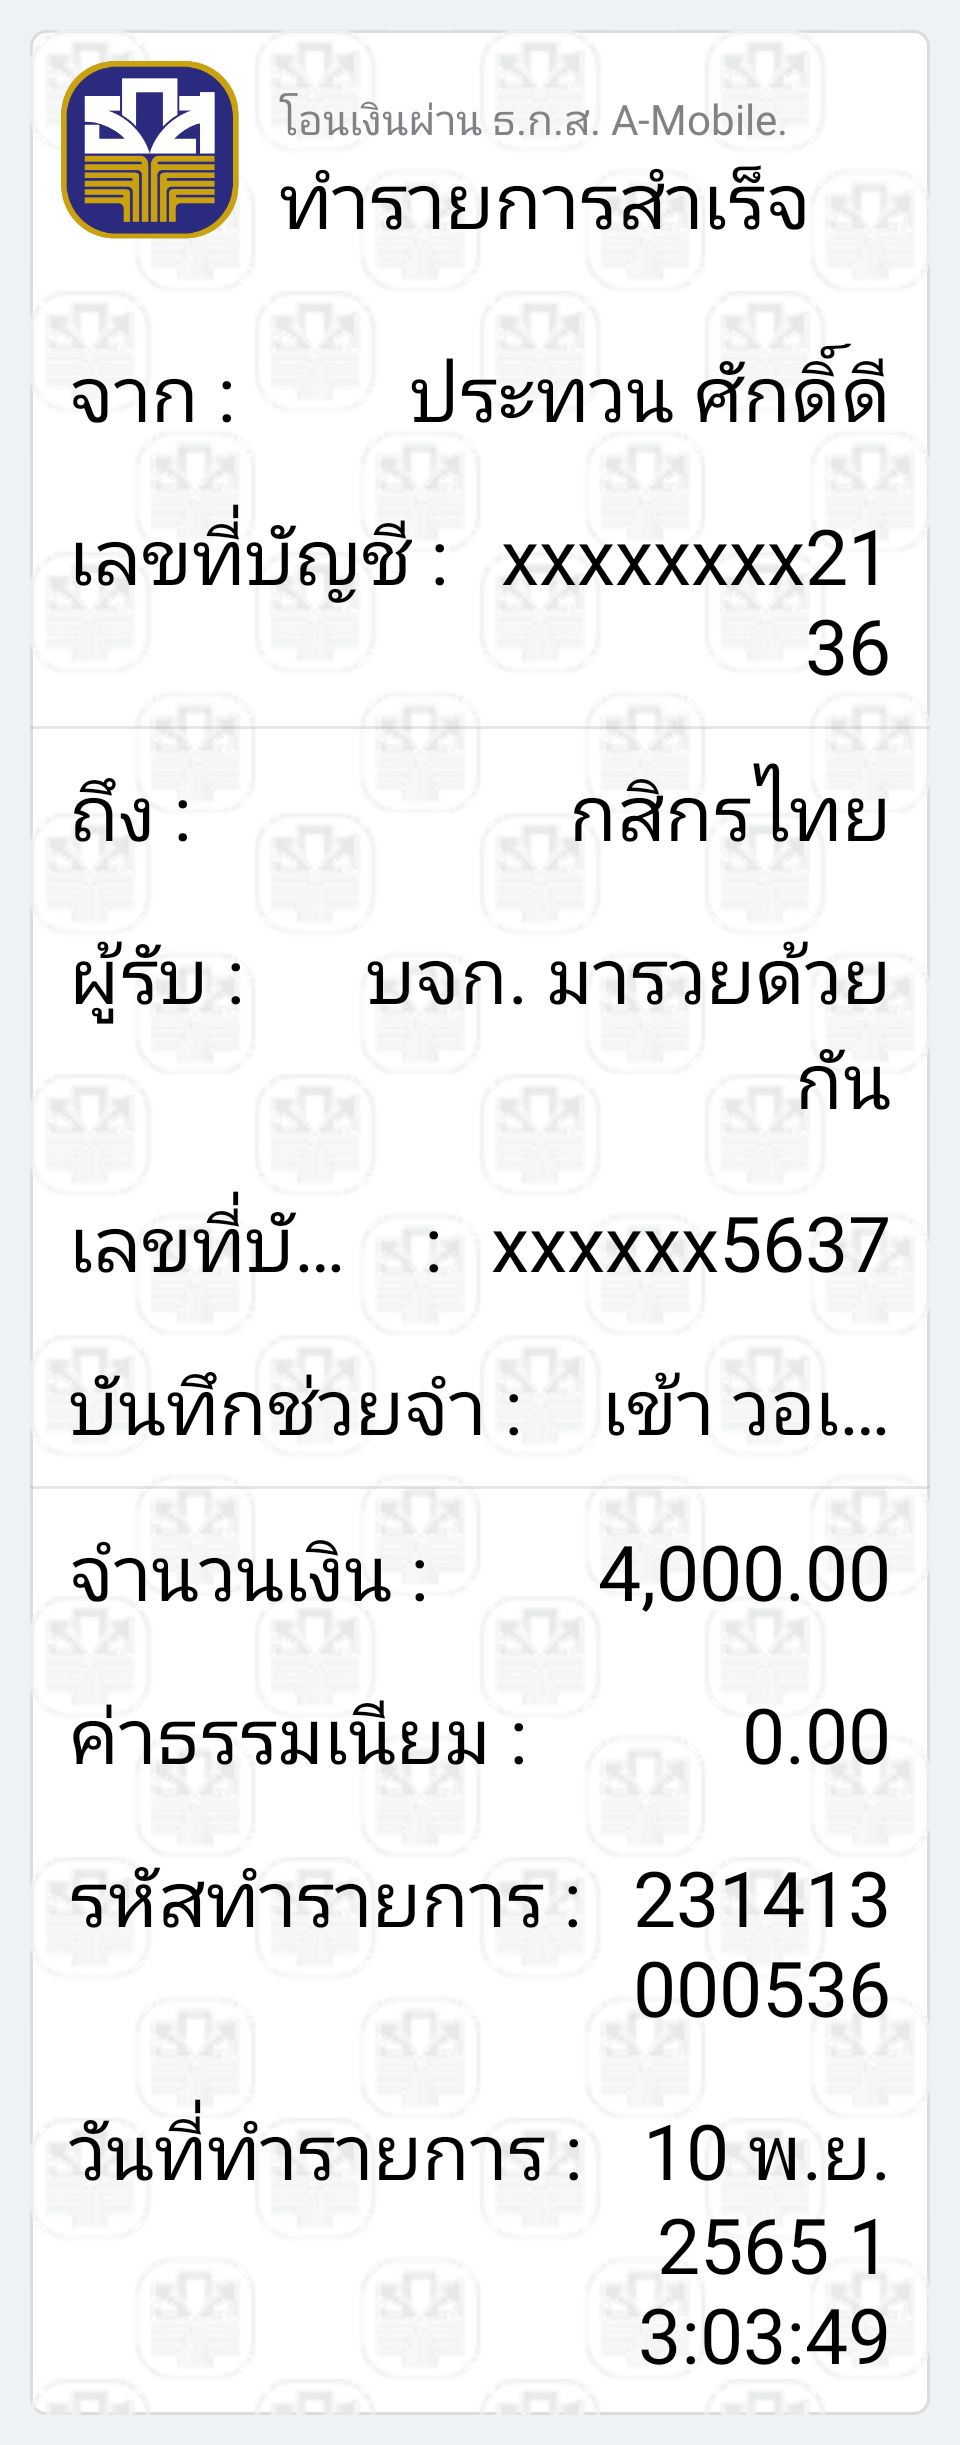 โอนเงินผ่าน ธ.ก.ส. A-Mobile.
ทำรายการสำเร็จ
จาก : ประทวน ศักดิ์ดี
เลขที่บัญชี : xxxxxxxx21
36
ถึง : กสิกรไทย
ผู้รับ : บจก. มารวยด้วย
กัน
เลขที่บั... : xxxxxx5637
บันทึกช่วยจำ : เข้า วอเ...
จำนวนเงิน : 4,000.00
ค่าธรรมเนียม : 0.00
รหัสทำรายการ : 231413
000536
วันที่ทำรายการ : 10 พ.ย.
2565 1
3:03:49